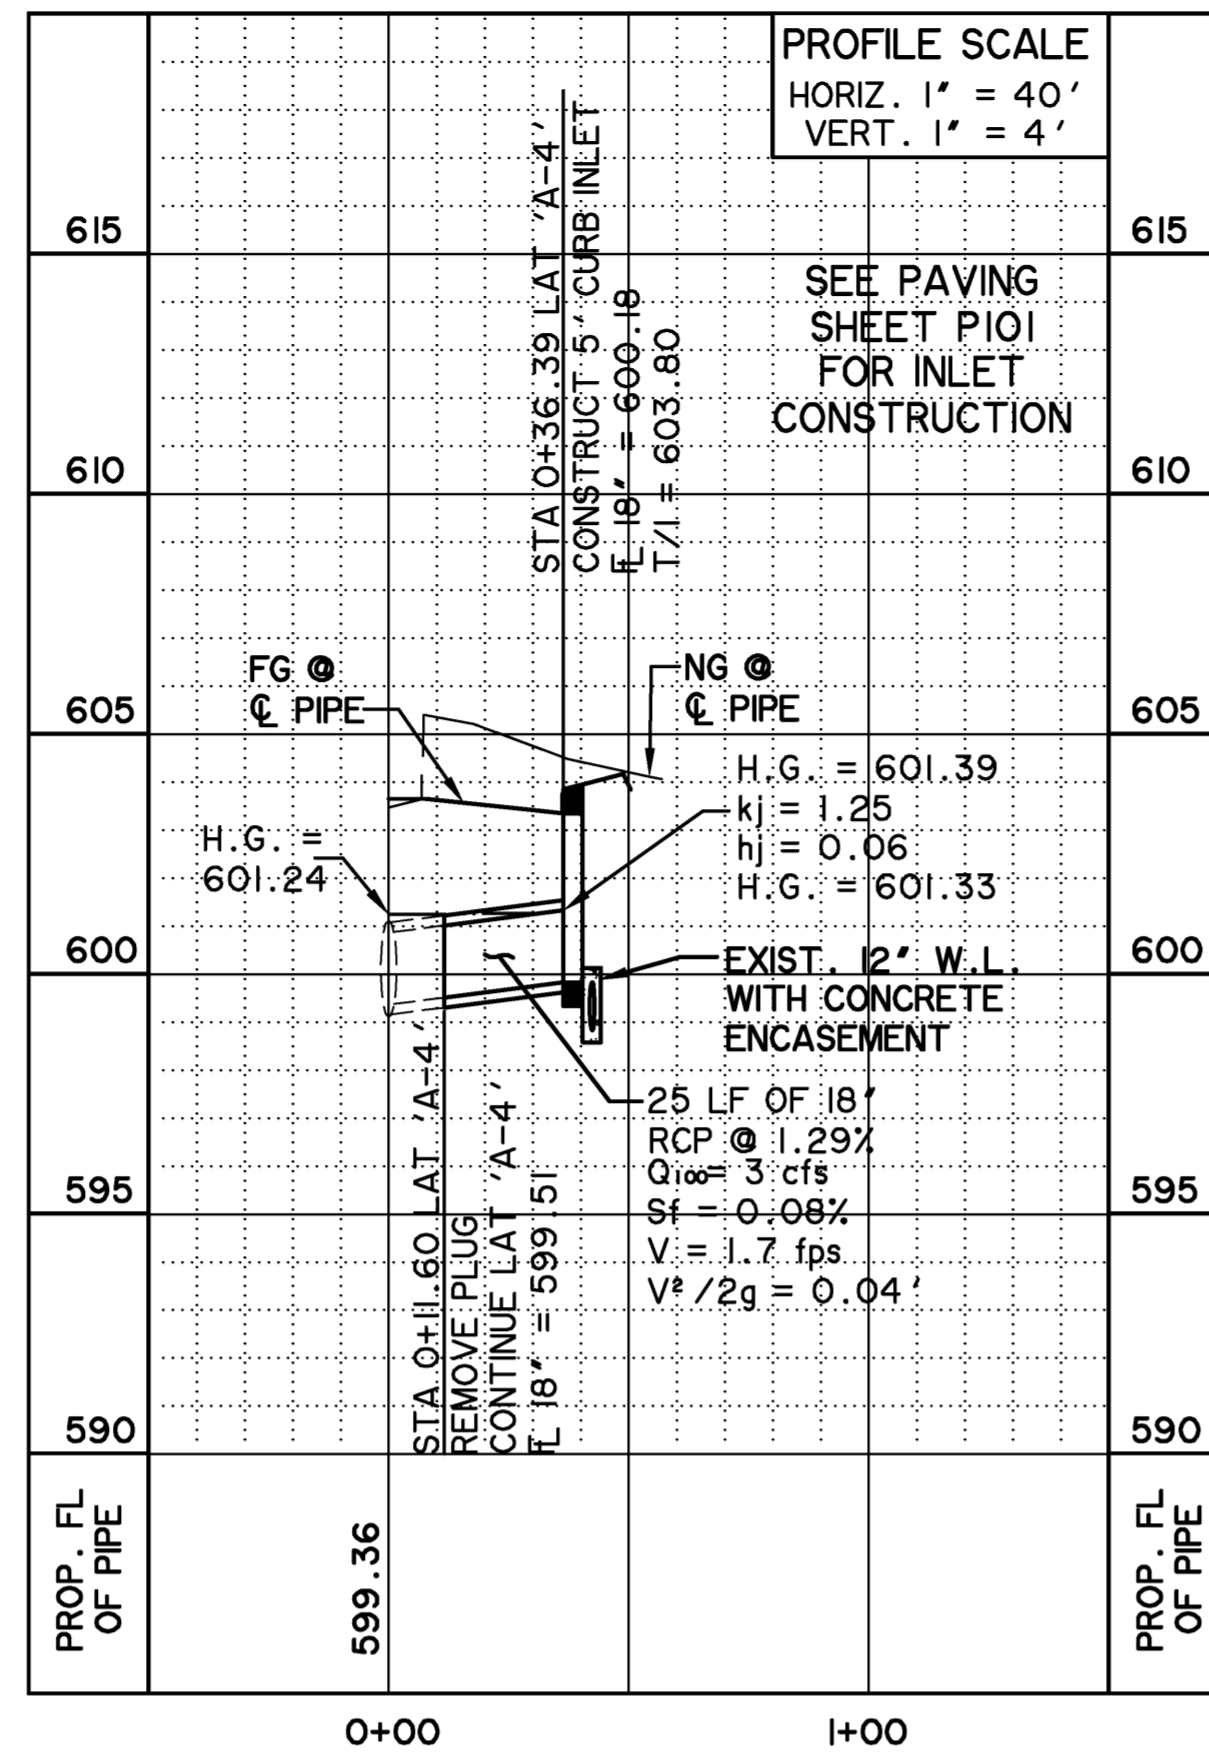 PROFILE SCALE
HORIZ. 1" = 40'
VERT. 1" = 4'
615
615
SEE PAVING
SHEET P101
FOR INLET
CONSTRUCTION
STA 0+36.39 LAT 'A-4'
CONSTRUCT 5' CURB INLET
FL 18" = 600.18
T/I = 603.80
610
610
FG @
℄ PIPE
NG @
℄ PIPE
605
605
H.G. = 601.39
kj = 1.25
hj = 0.06
H.G. = 601.33
H.G. =
601.24
600
600
EXIST. 12" W.L.
WITH CONCRETE
ENCASEMENT
25 LF OF 18"
RCP @ 1.29%
Q₁₀₀= 3 cfs
Sf = 0.08%
V = 1.7 fps
V²/2g = 0.04'
595
595
STA 0+11.60 LAT 'A-4'
REMOVE PLUG
CONTINUE LAT 'A-4'
FL 18" = 599.51
590
590
PROP. FL
OF PIPE
599.36
PROP. FL
OF PIPE
0+00
1+00